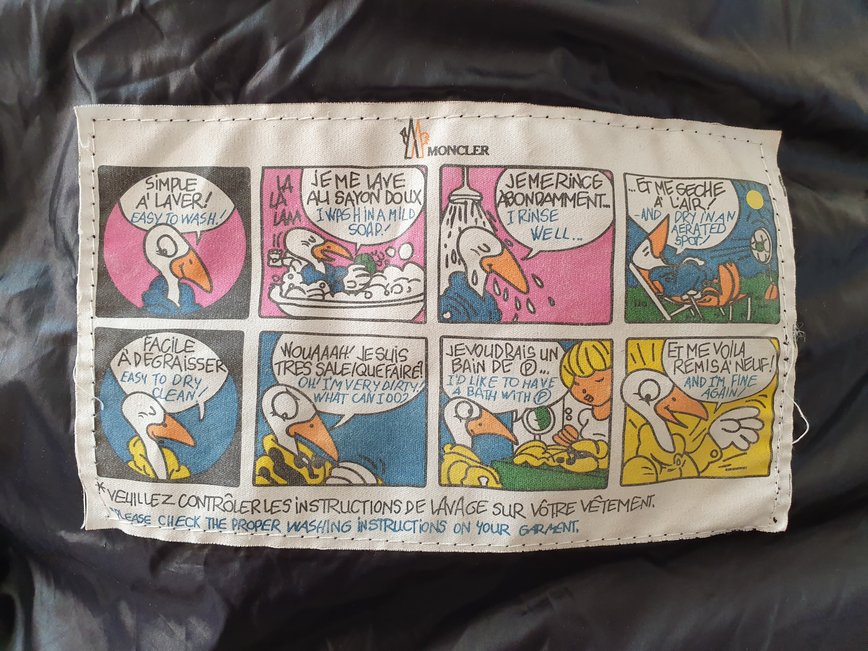 MONCLER
SIMPLE
A' LAVER!
EASY TO WASH!
LA
LA
LAAA
JE ME LAVE
AU SAYON DOUX
I WASH IN A MILD
SOAP!
JE ME RINCE
ABONDAMMENT...
I RINSE
WELL...
...ET ME SECHE
A' L'AIR!
-AND DRY IN AN
AERATED
SPOT!
FACILE
A DEGRAISSER
EASY TO DRY
CLEAN!
WOUAAAH! JE SUIS
TRES SALE! QUE FAIRE?
OH! I'M VERY DIRTY!
WHAT CAN I DO?
JE VOUDRAIS UN
BAIN DE Ⓟ...
I'D LIKE TO HAVE
A BATH WITH Ⓟ
ET ME VOILA
REMIS A' NEUF!
AND I'M FINE
AGAIN!
*VEUILLEZ CONTRÔLER LES INSTRUCTIONS DE LAVAGE SUR VÔTRE VÊTEMENT.
PLEASE CHECK THE PROPER WASHING INSTRUCTIONS ON YOUR GARMENT.